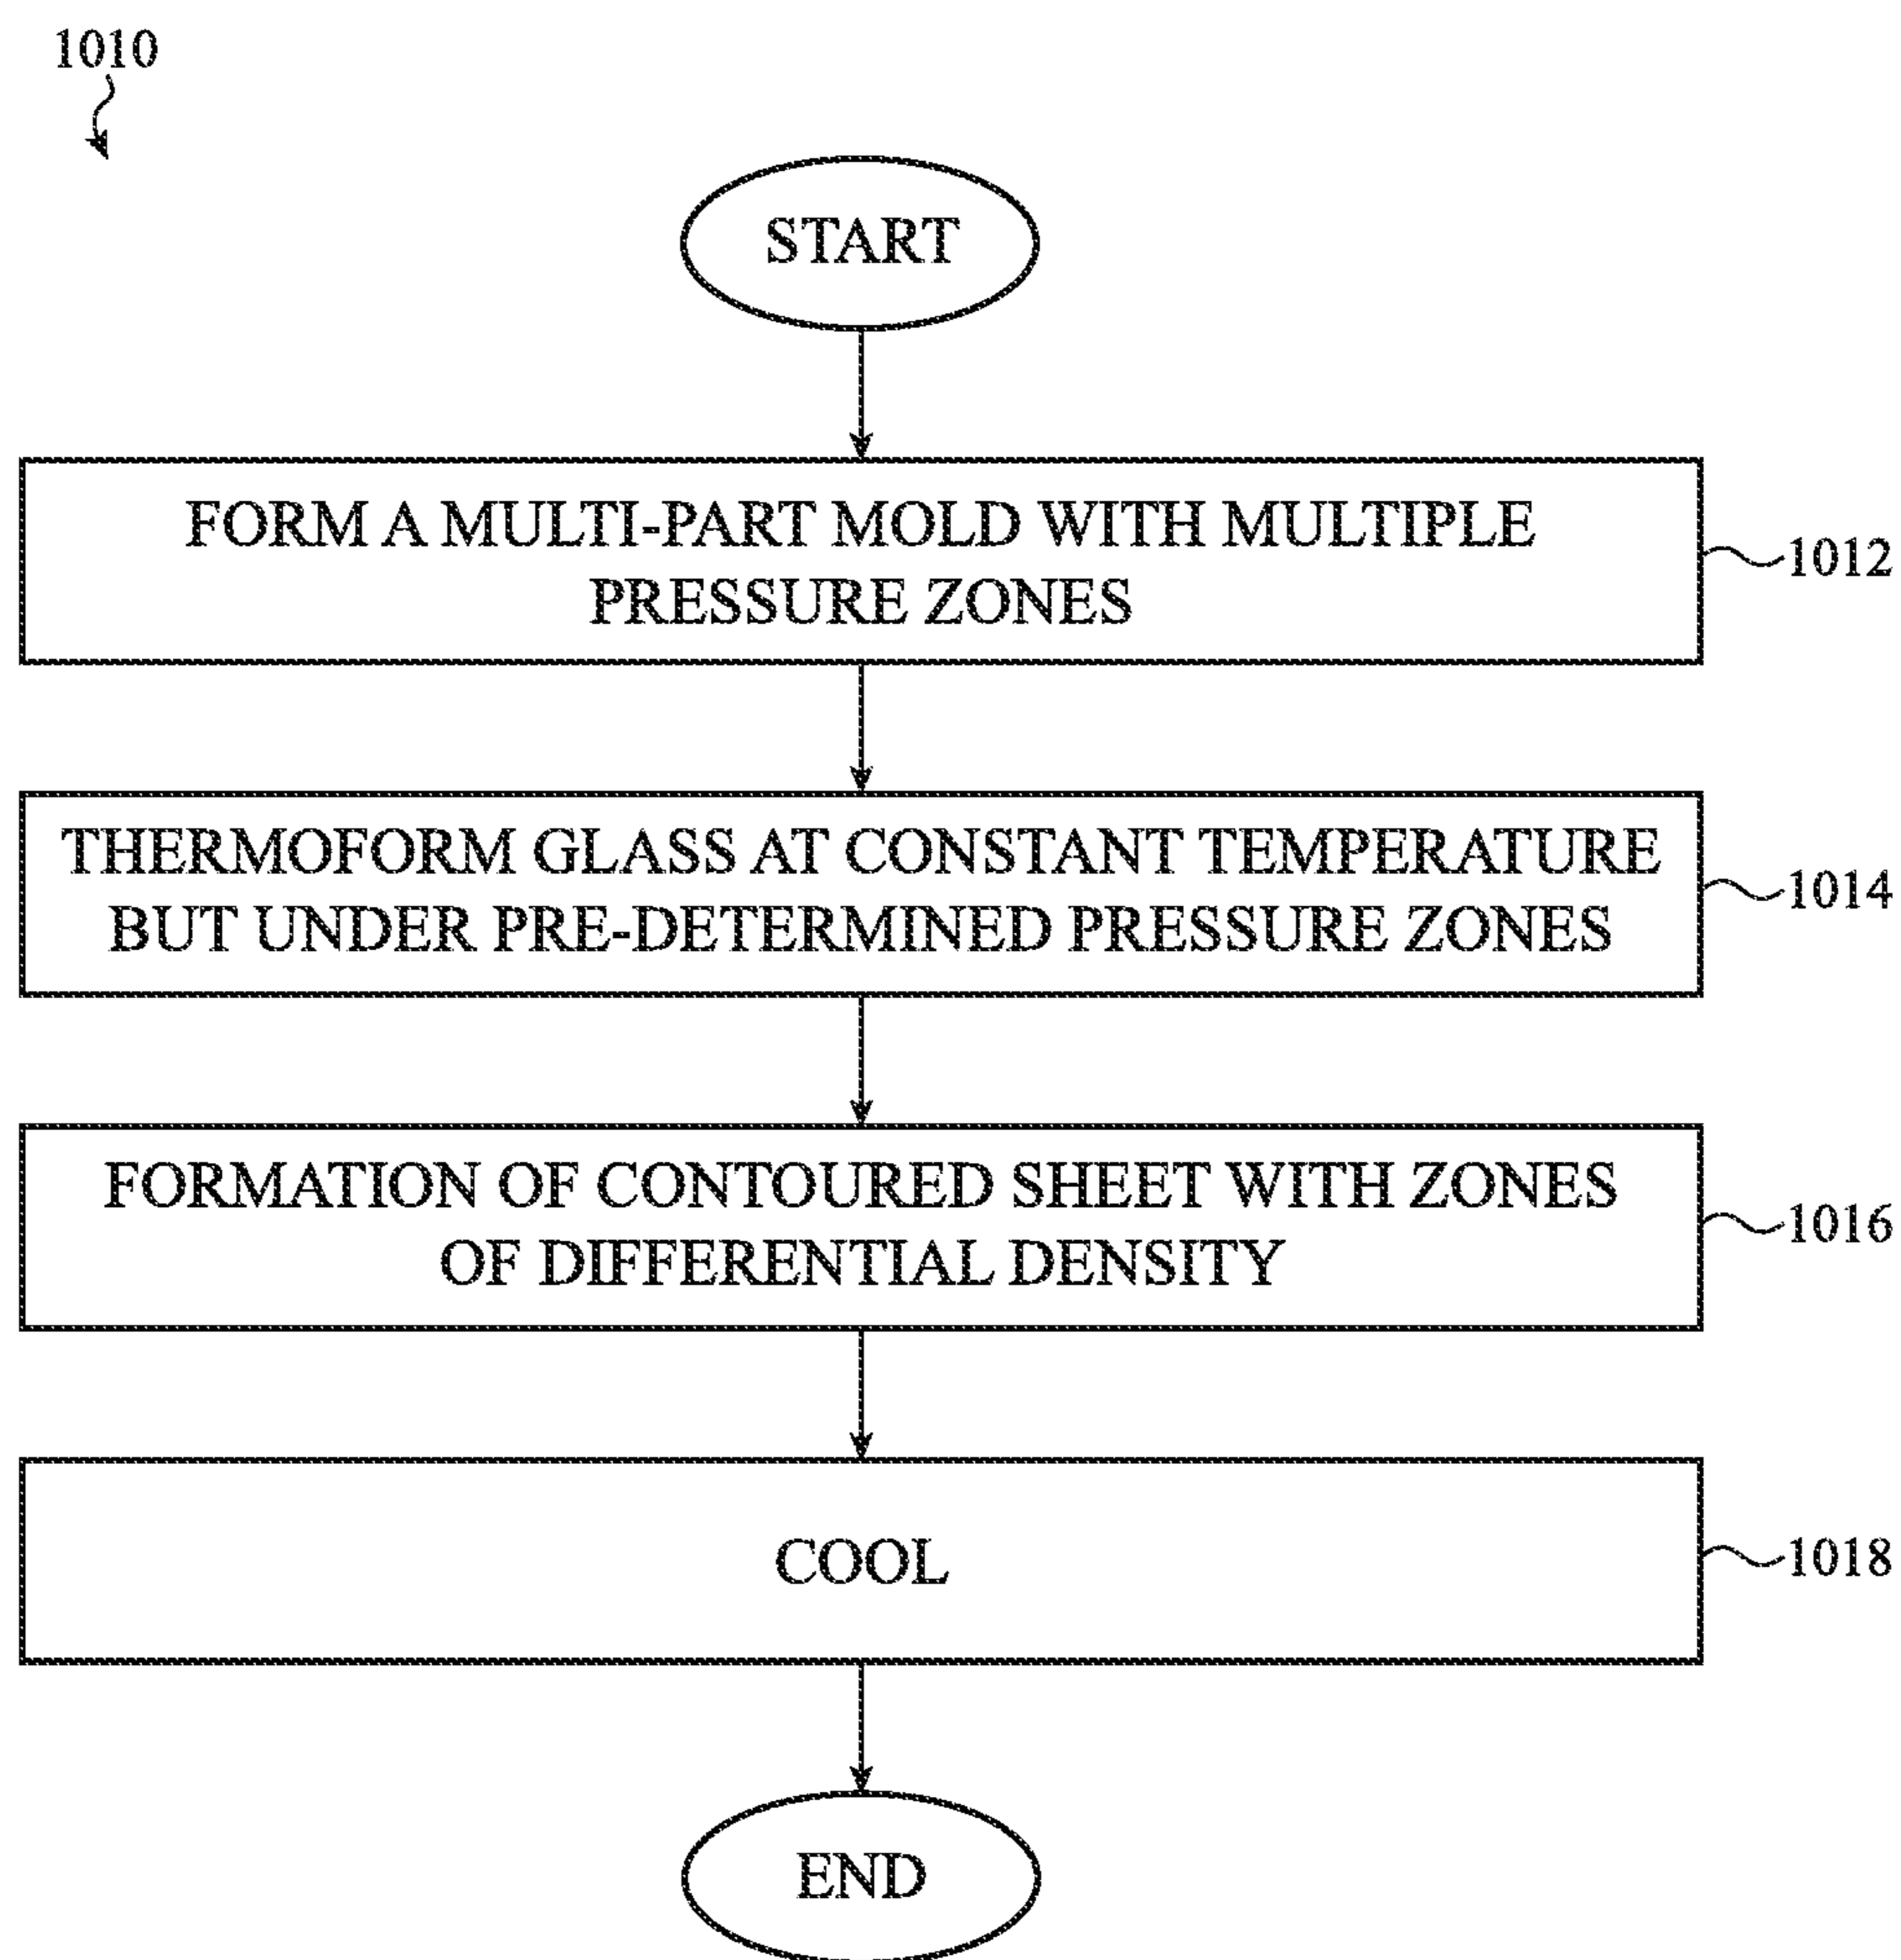 1010
START
FORM A MULTI-PART MOLD WITH MULTIPLE
PRESSURE ZONES
1012
THERMOFORM GLASS AT CONSTANT TEMPERATURE
BUT UNDER PRE-DETERMINED PRESSURE ZONES
1014
FORMATION OF CONTOURED SHEET WITH ZONES
OF DIFFERENTIAL DENSITY
1016
COOL
1018
END